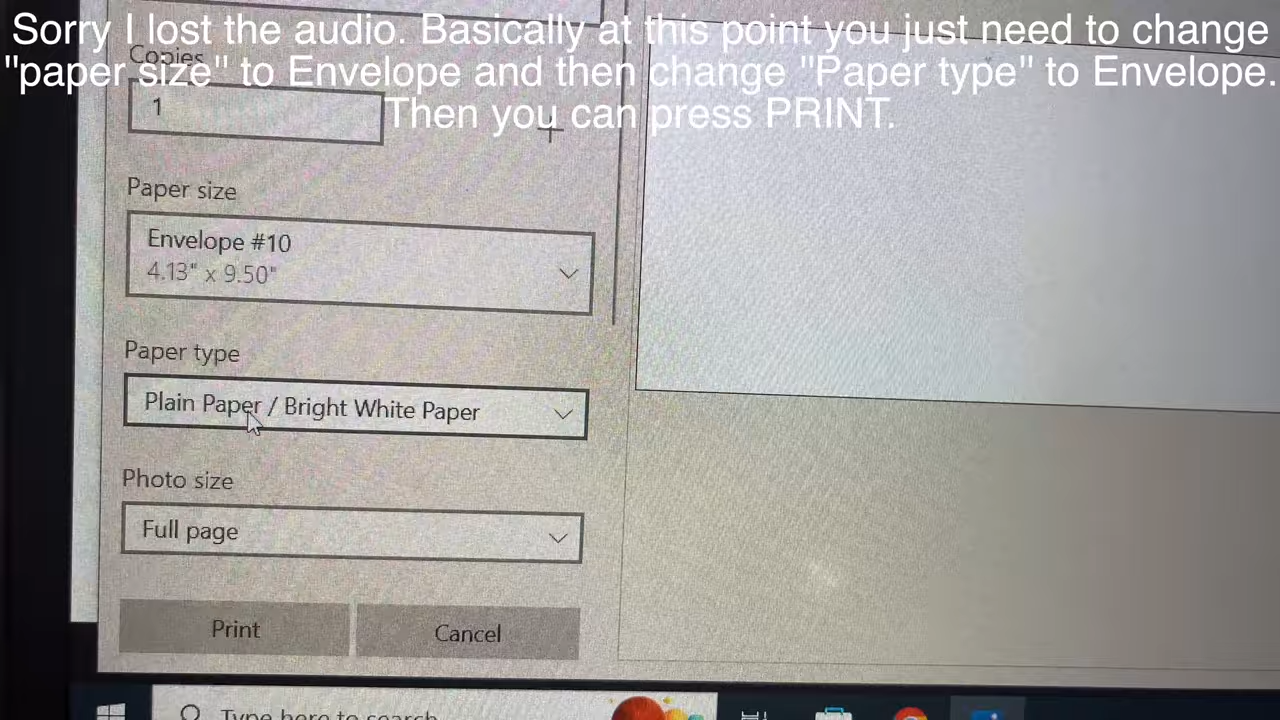 Sorry I lost the audio. Basically at this point you just need to change
"paper size" to Envelope and then change "Paper type" to Envelope.
Then you can press PRINT.
Copies
1
+
Paper size
Envelope #10
4.13" x 9.50"
Paper type
Plain Paper / Bright White Paper
Photo size
Full page
Print
Cancel
Type here to search